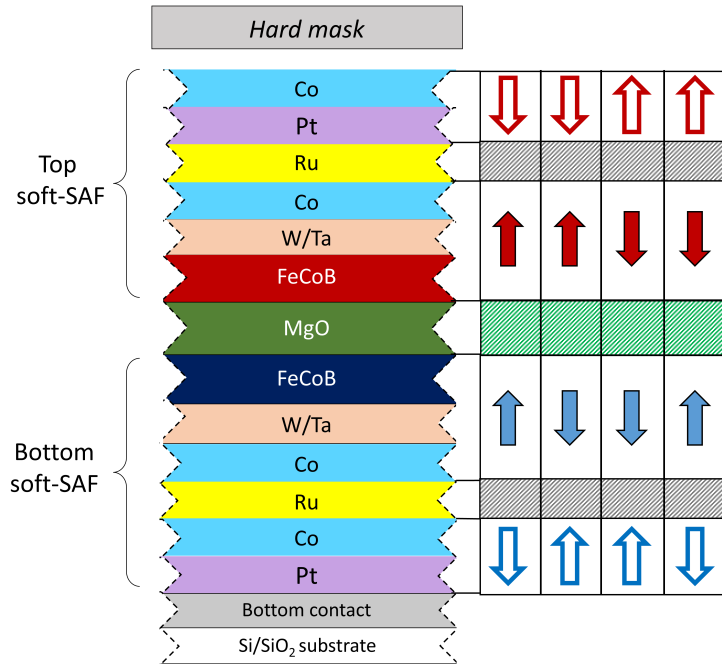 Hard mask
Co
Pt
Ru
Co
W/Ta
FeCoB
Top
soft-SAF
MgO
FeCoB
W/Ta
Co
Ru
Co
Pt
Bottom
soft-SAF
Bottom contact
Si/SiO₂ substrate